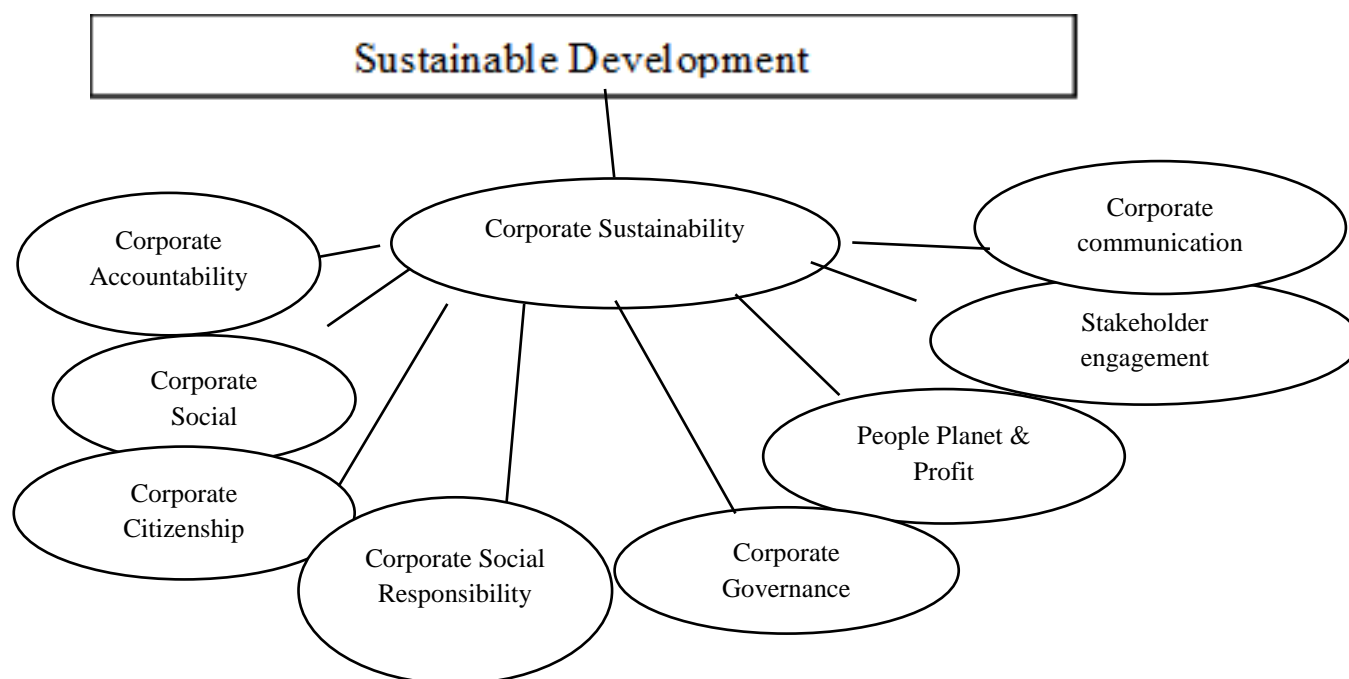 Sustainable Development
Corporate Sustainability
Corporate
Accountability
Corporate
Social
Corporate
Citizenship
Corporate Social
Responsibility
Corporate
Governance
People Planet &
Profit
Stakeholder
engagement
Corporate
communication